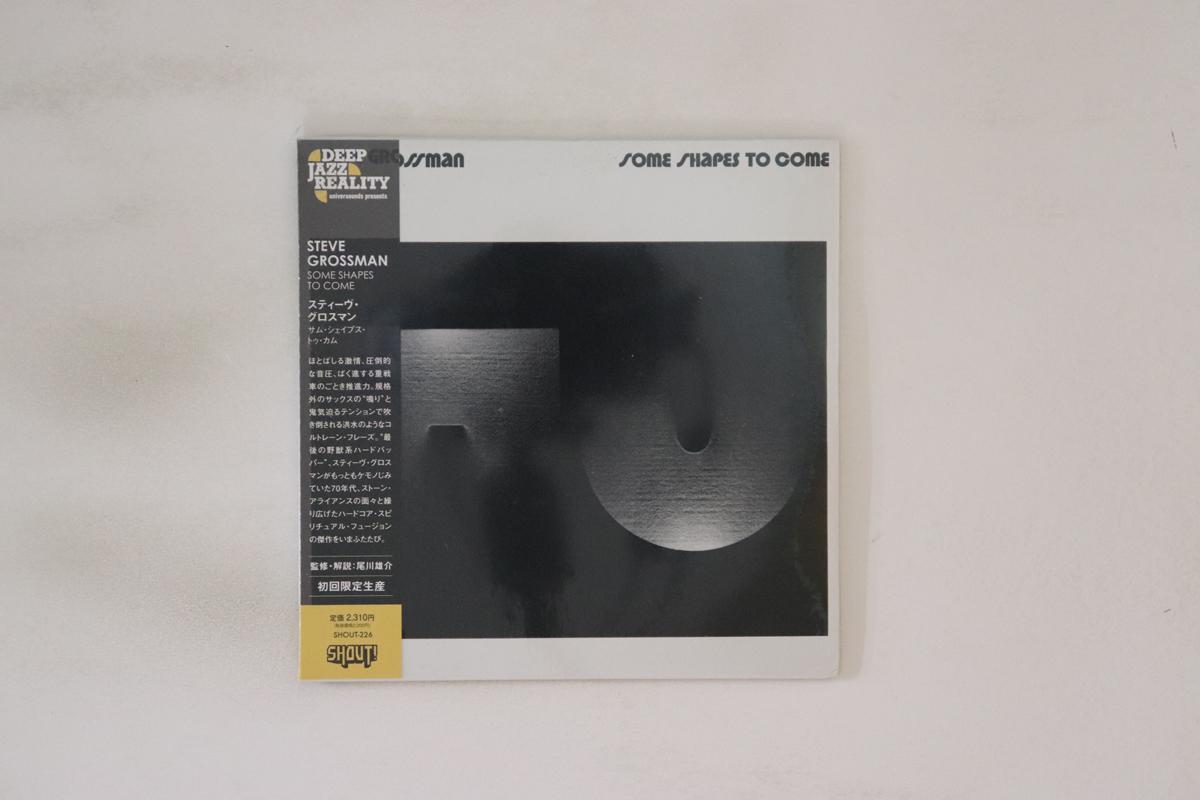 DEEP
JAZZ
REALITY
universounds presents
GROSSMAN
SOME SHAPES TO COME
STEVE
GROSSMAN
SOME SHAPES
TO COME
スティーヴ・
グロスマン
サム・シェイプス・
トゥ・カム
ほとばしる激情、圧倒的
な音圧、ばく進する重戦
車のごとき推進力。規格
外のサックスの“鳴り”と
鬼気迫るテンションで吹
き倒される洪水のようなコ
ルトレーン・フレーズ。“最
後の野獣系ハードバッ
パー”、スティーヴ・グロス
マンがもっともケモノじみ
ていた70年代、ストーン・
アライアンスの面々と繰
り広げたハードコア・スピ
リチュアル・フュージョン
の傑作をいまふたたび。
監修・解説：尾川雄介
初回限定生産
定価 2,310円
SHOUT-226
SHOUT!